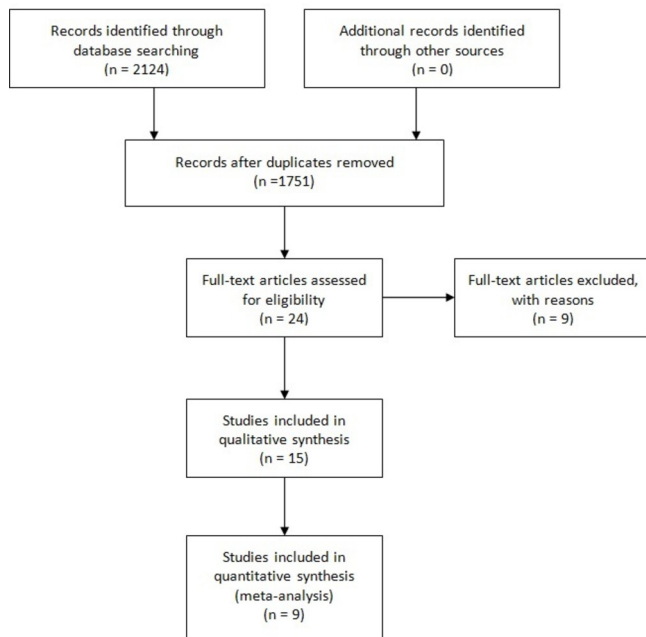 Records identified through
database searching
(n = 2124)
Additional records identified
through other sources
(n = 0)
Records after duplicates removed
(n =1751)
Full-text articles assessed
for eligibility
(n = 24)
Full-text articles excluded,
with reasons
(n = 9)
Studies included in
qualitative synthesis
(n = 15)
Studies included in
quantitative synthesis
(meta-analysis)
(n = 9)